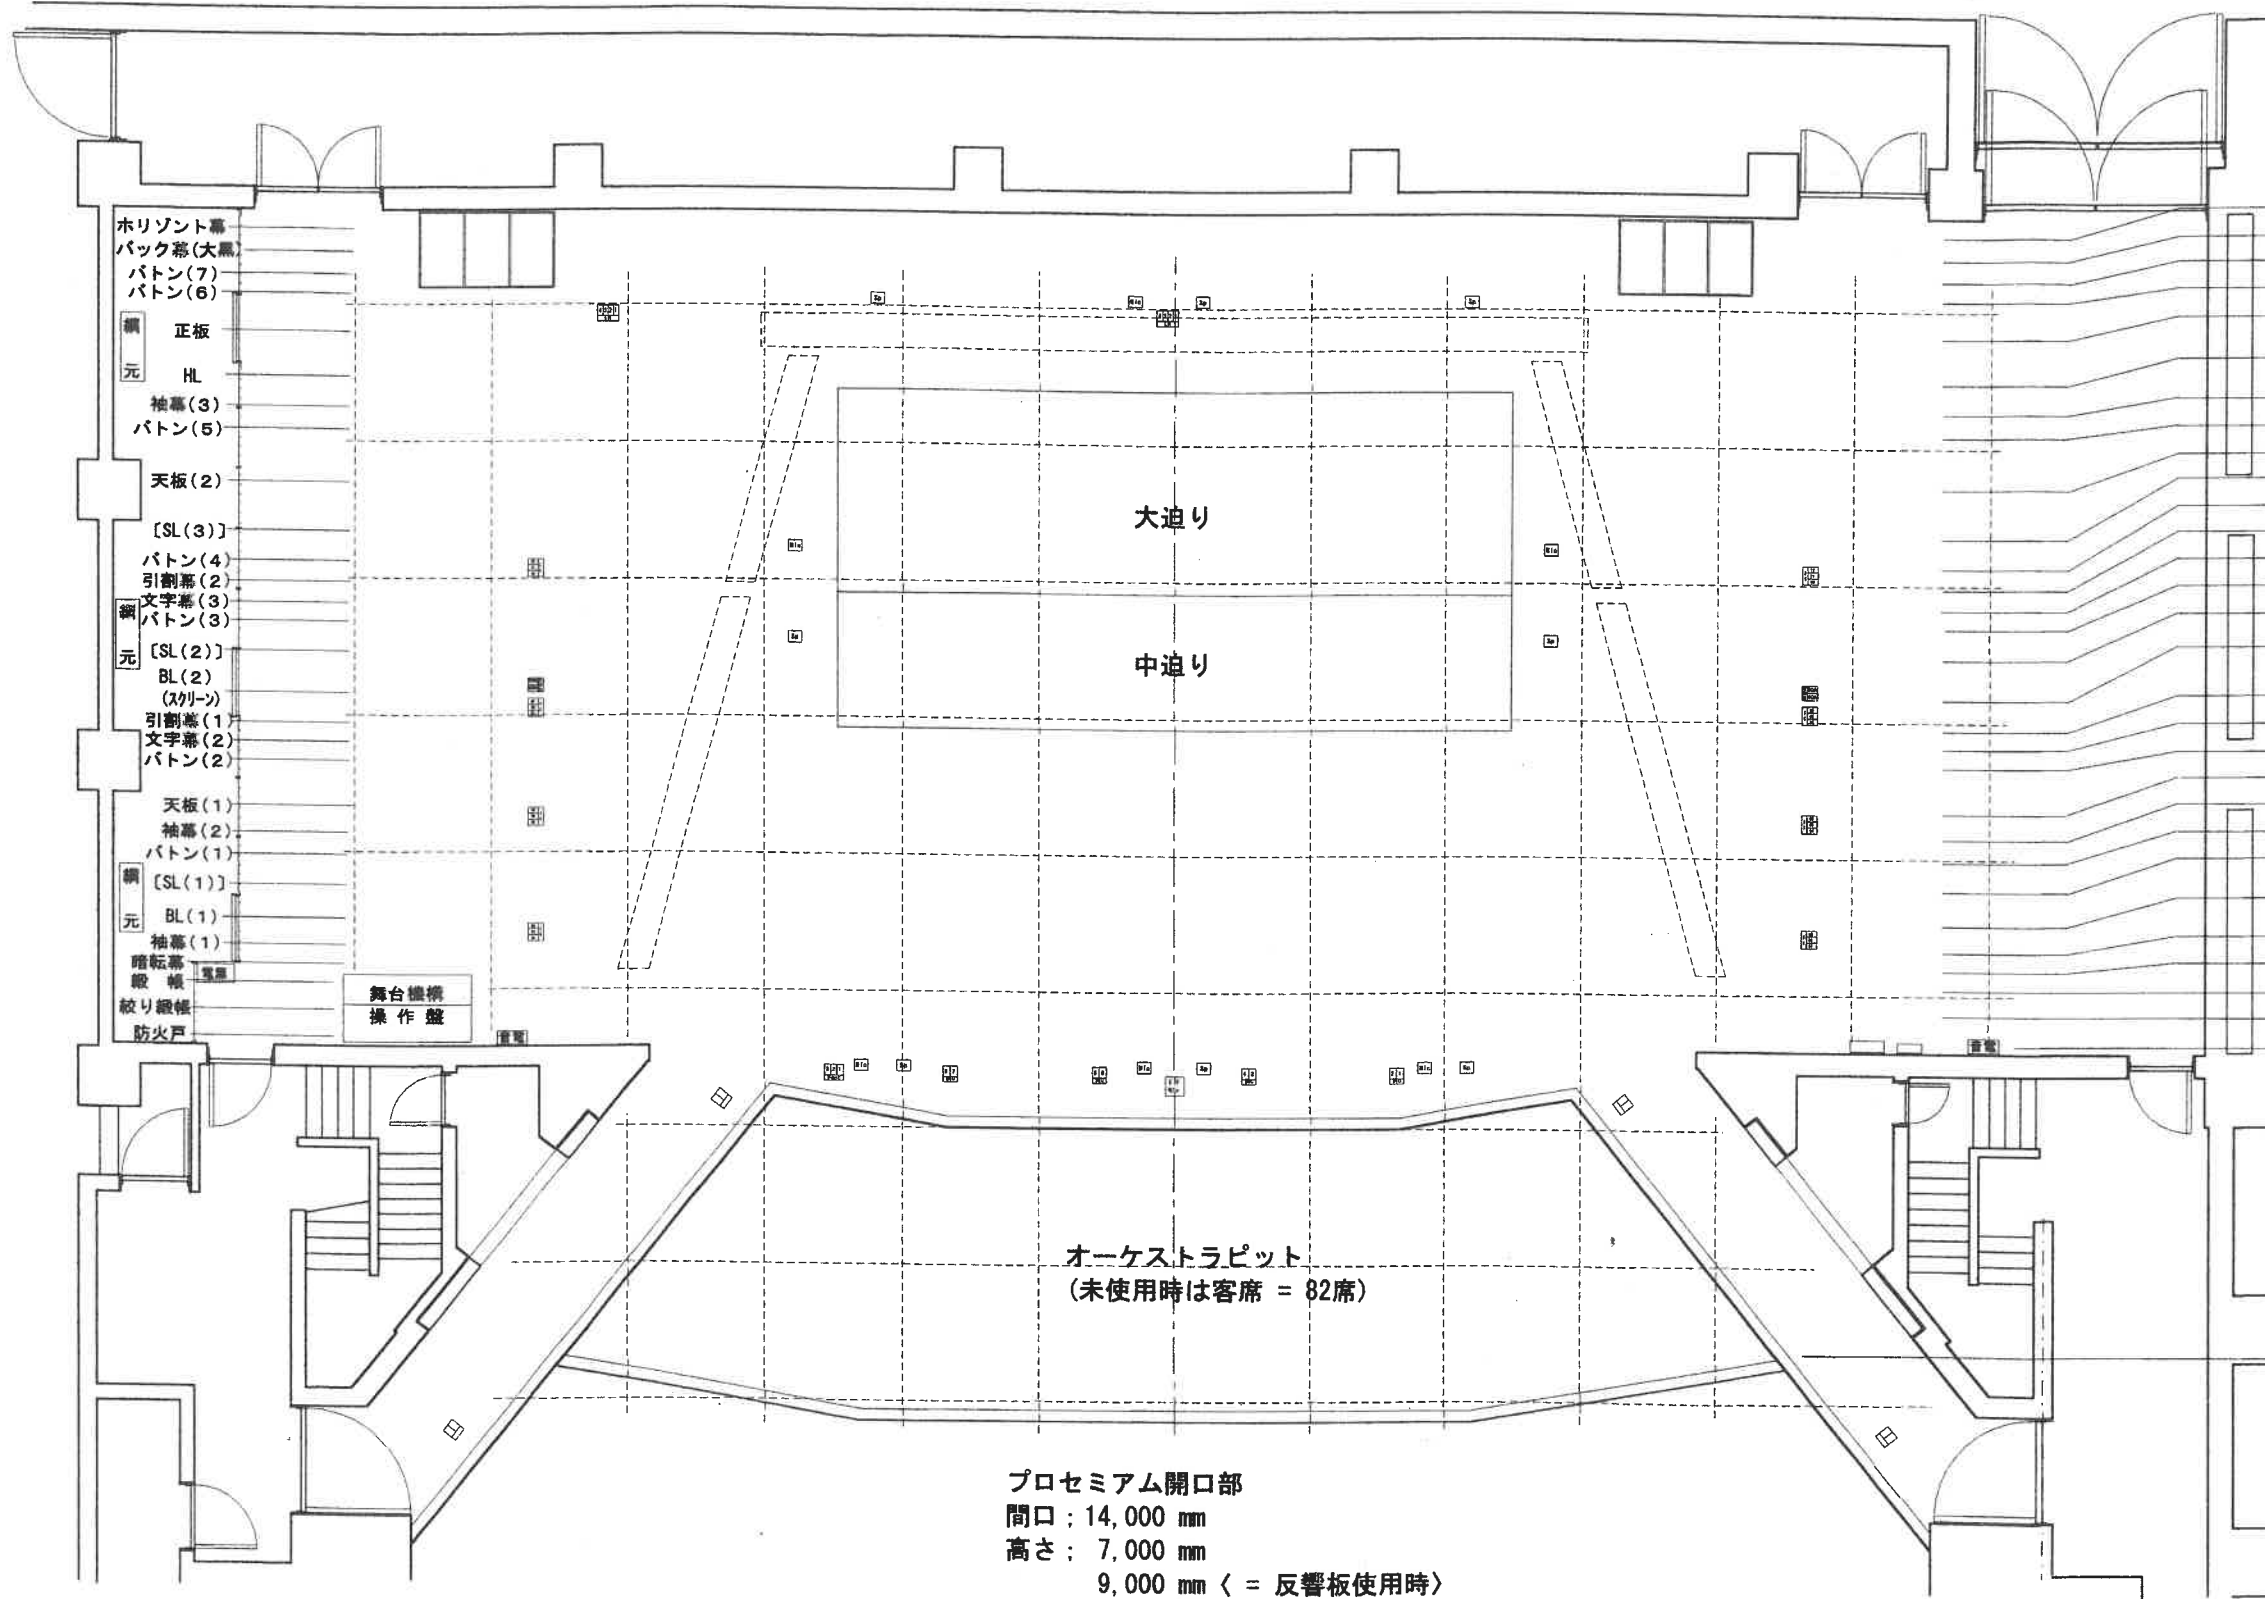 ホリゾント幕
バック幕(大黒)
バトン(7)
バトン(6)
正板
HL
袖幕(3)
バトン(5)
天板(2)
[SL(3)]
バトン(4)
引割幕(2)
文字幕(3)
バトン(3)
[SL(2)]
BL(2)
(スクリーン)
引割幕(1)
文字幕(2)
バトン(2)
天板(1)
袖幕(2)
バトン(1)
[SL(1)]
BL(1)
袖幕(1)
暗転幕
緞 帳
絞り緞帳
防火戸
綱
元
綱
元
綱
元
舞台機構
操作盤
大迫り
中迫り
オーケストラピット
(未使用時は客席 = 82席)
プロセミアム開口部
間口 ; 14,000 mm
高さ ; 7,000 mm
9,000 mm 〈 = 反響板使用時〉